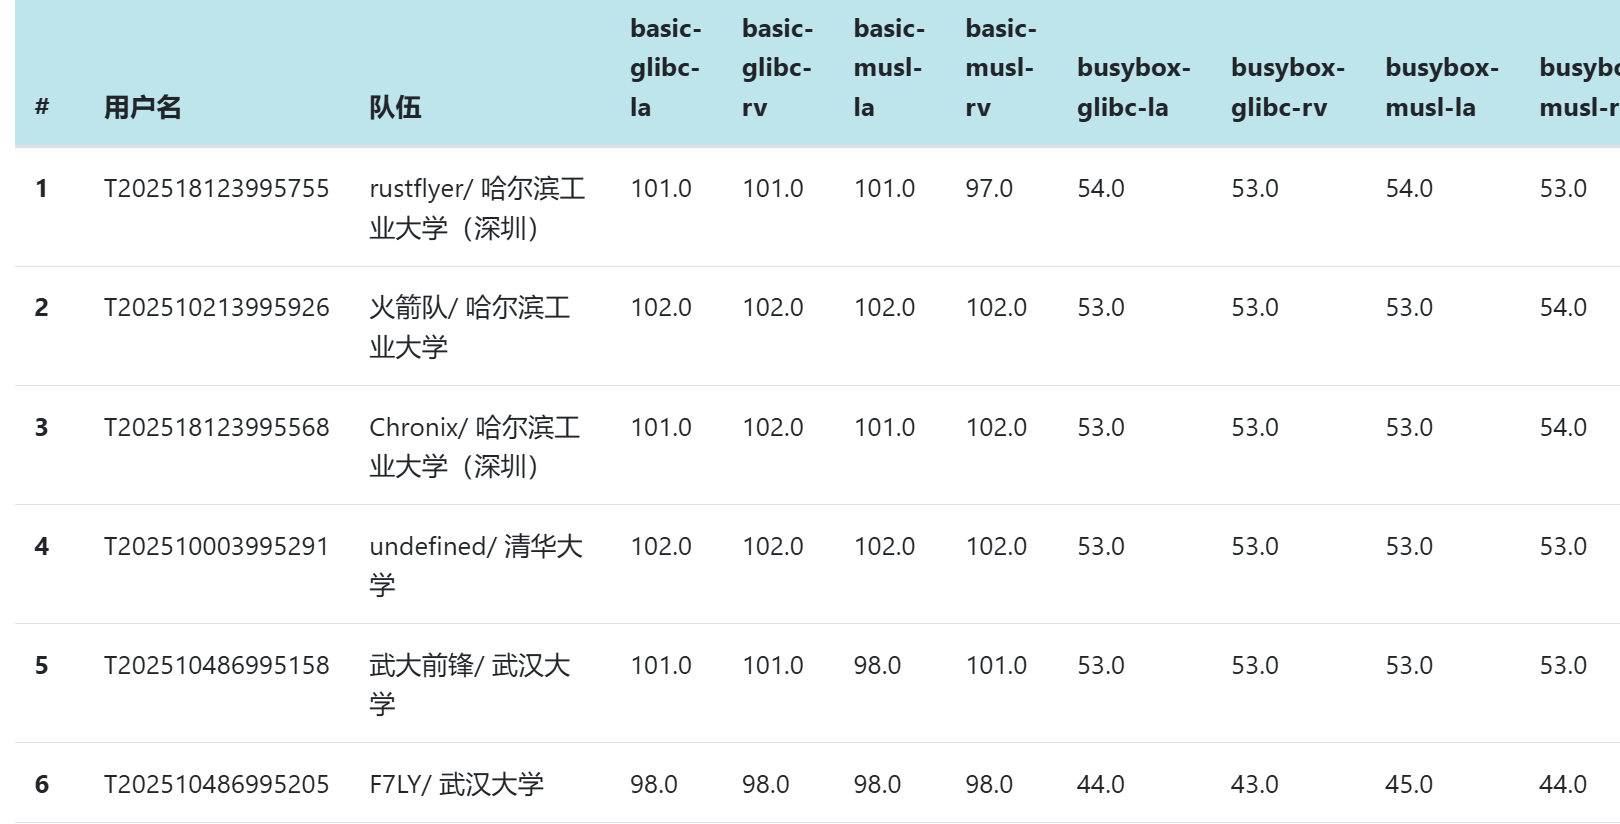 # 用户名 队伍 basic-glibc-la basic-glibc-rv basic-musl-la basic-musl-rv busybox-glibc-la busybox-glibc-rv busybox-musl-la busybo musl-r
1 T202518123995755 rustflyer/ 哈尔滨工业大学（深圳） 101.0 101.0 101.0 97.0 54.0 53.0 54.0 53.0
2 T202510213995926 火箭队/ 哈尔滨工业大学 102.0 102.0 102.0 102.0 53.0 53.0 53.0 54.0
3 T202518123995568 Chronix/ 哈尔滨工业大学（深圳） 101.0 102.0 101.0 102.0 53.0 53.0 53.0 54.0
4 T202510003995291 undefined/ 清华大学 102.0 102.0 102.0 102.0 53.0 53.0 53.0 53.0
5 T202510486995158 武大前锋/ 武汉大学 101.0 101.0 98.0 101.0 53.0 53.0 53.0 53.0
6 T202510486995205 F7LY/ 武汉大学 98.0 98.0 98.0 98.0 44.0 43.0 45.0 44.0